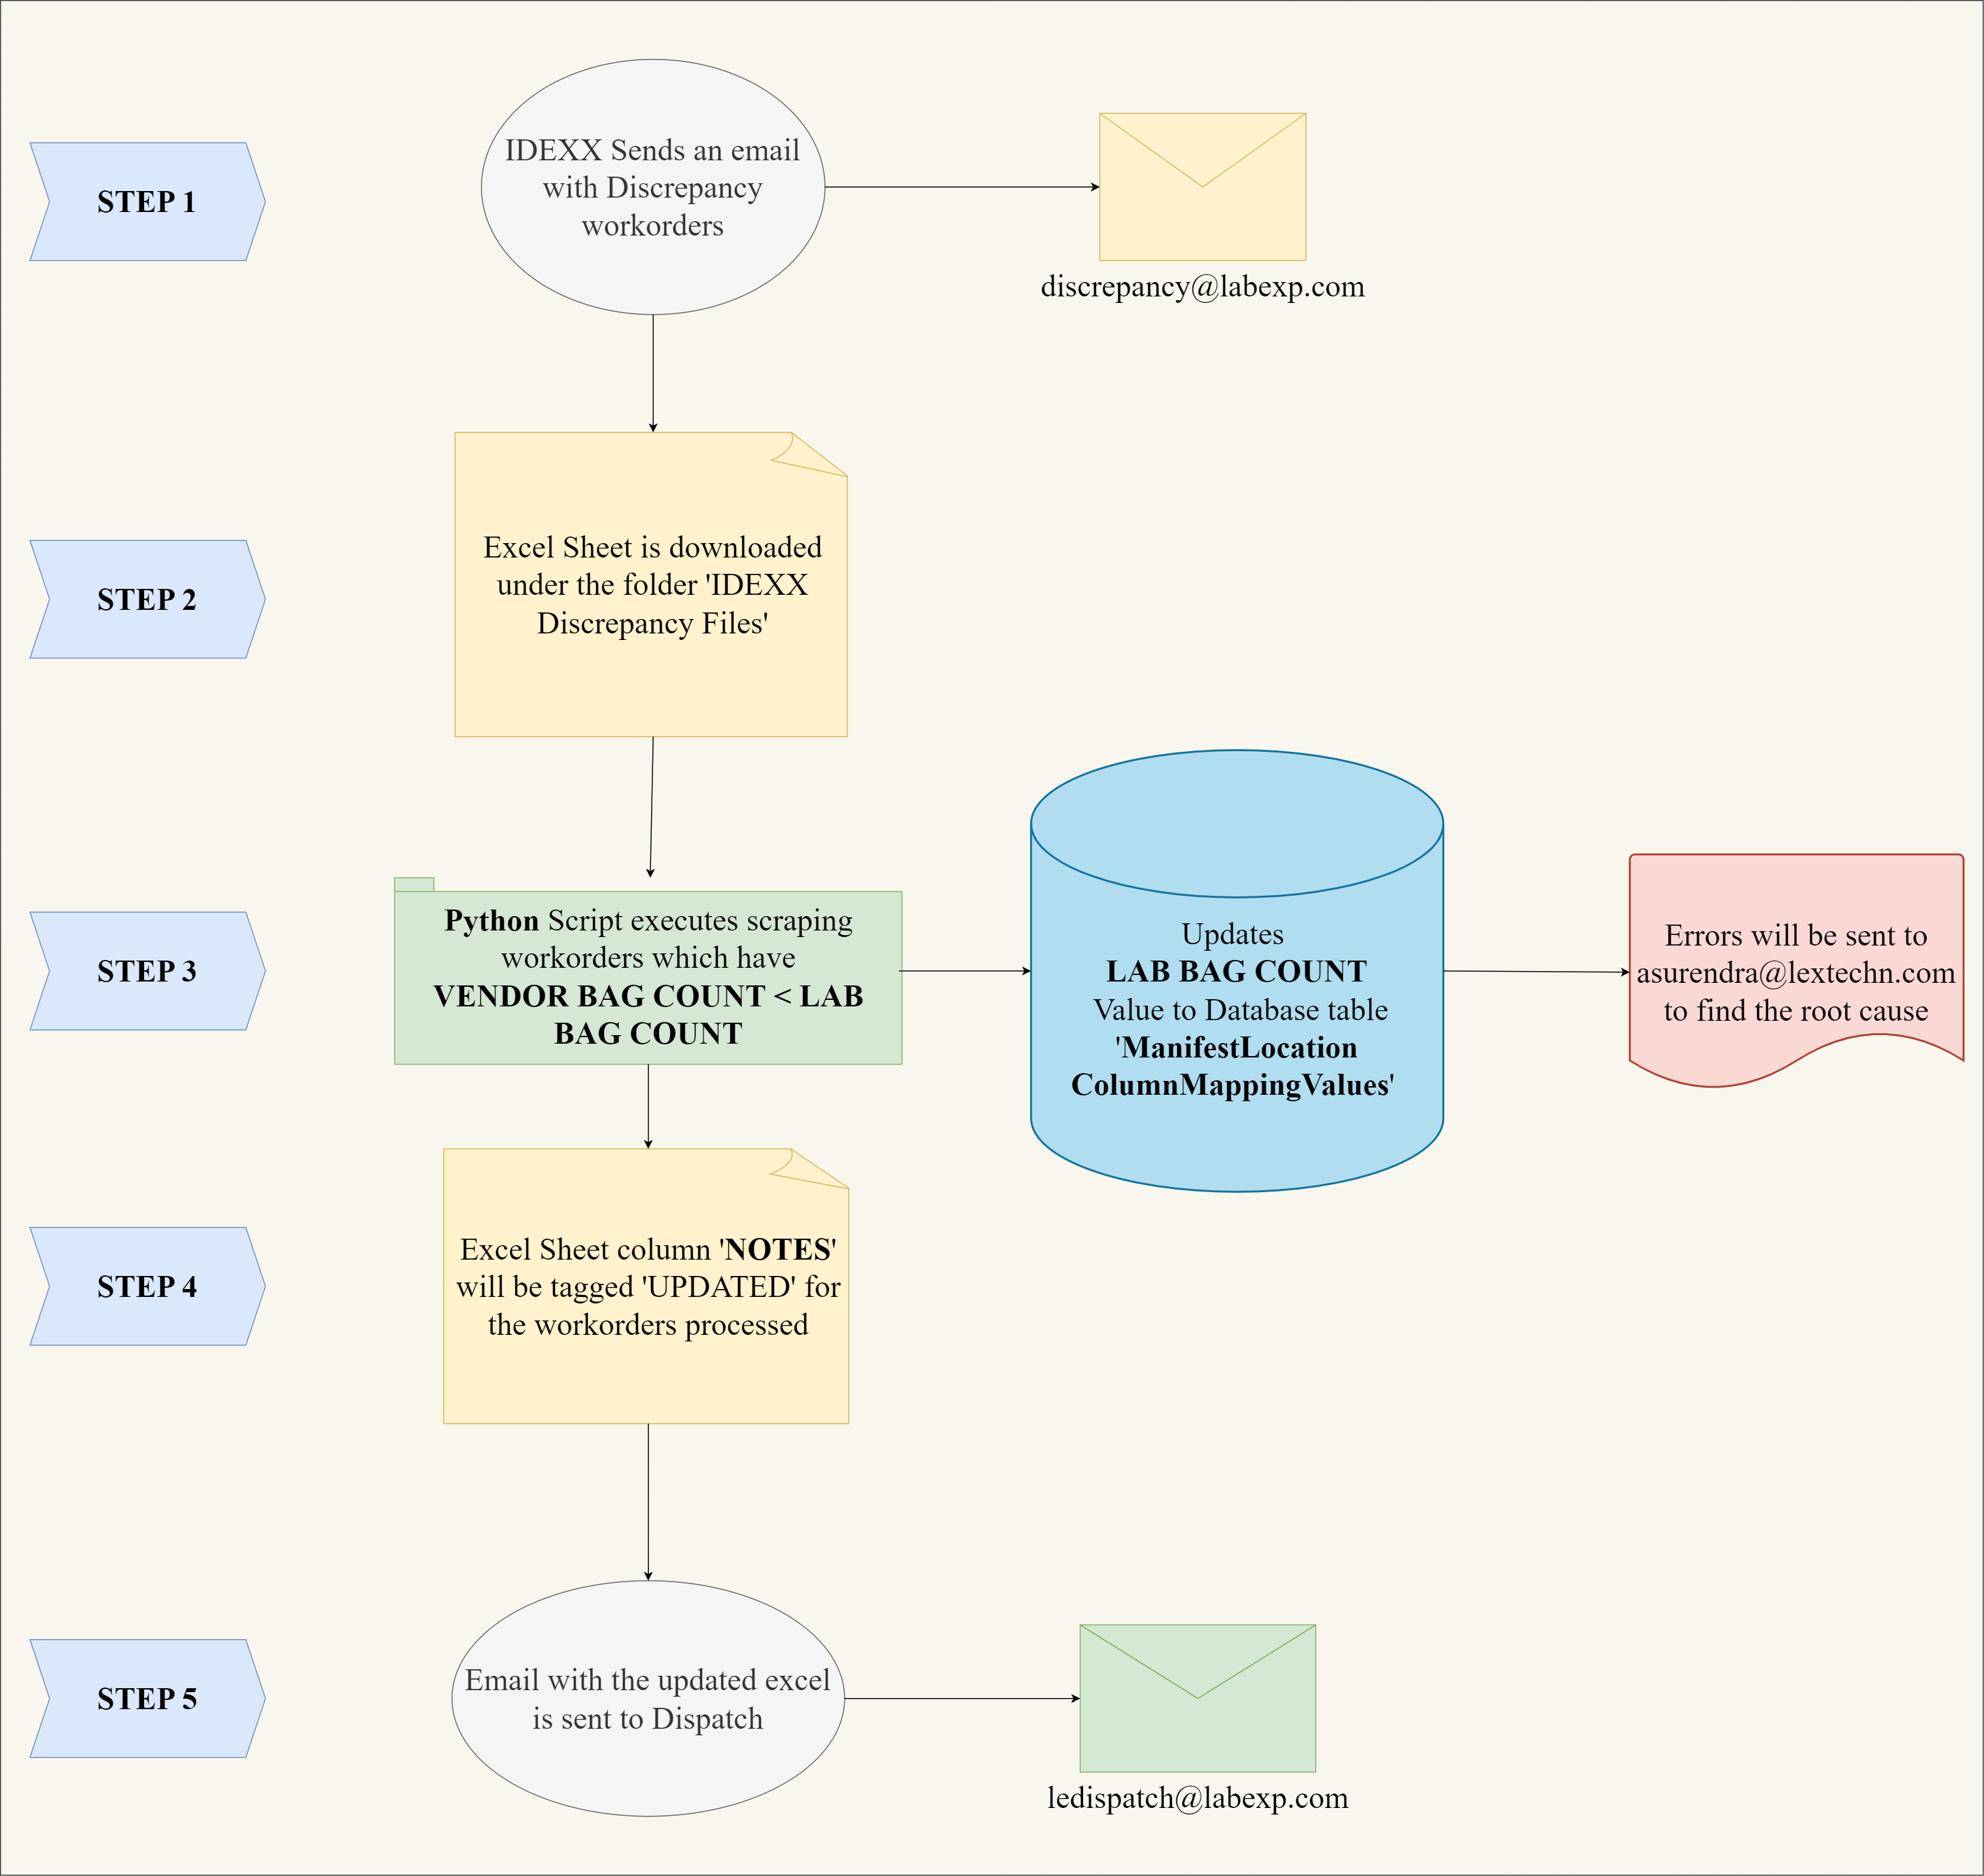 STEP 1
IDEXX Sends an email
with Discrepancy
workorders
discrepancy@labexp.com
STEP 2
Excel Sheet is downloaded
under the folder 'IDEXX
Discrepancy Files'
STEP 3
Python Script executes scraping
workorders which have
VENDOR BAG COUNT < LAB
BAG COUNT
Updates
LAB BAG COUNT
Value to Database table
'ManifestLocation
ColumnMappingValues'
Errors will be sent to
asurendra@lextechn.com
to find the root cause
STEP 4
Excel Sheet column 'NOTES'
will be tagged 'UPDATED' for
the workorders processed
STEP 5
Email with the updated excel
is sent to Dispatch
ledispatch@labexp.com